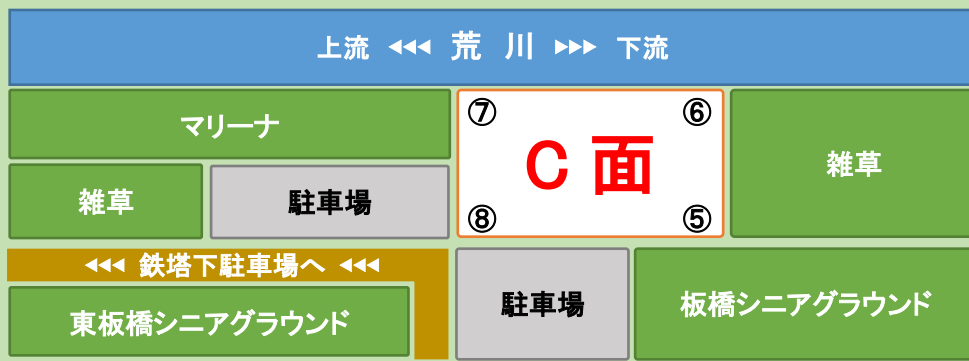 上流 ◀◀◀ 荒 川 ▶▶▶ 下流
マリーナ
⑦ ⑥
C 面
雑草
雑草
駐車場
⑧ ⑤
◀◀◀ 鉄塔下駐車場へ ◀◀◀
駐車場
板橋シニアグラウンド
東板橋シニアグラウンド